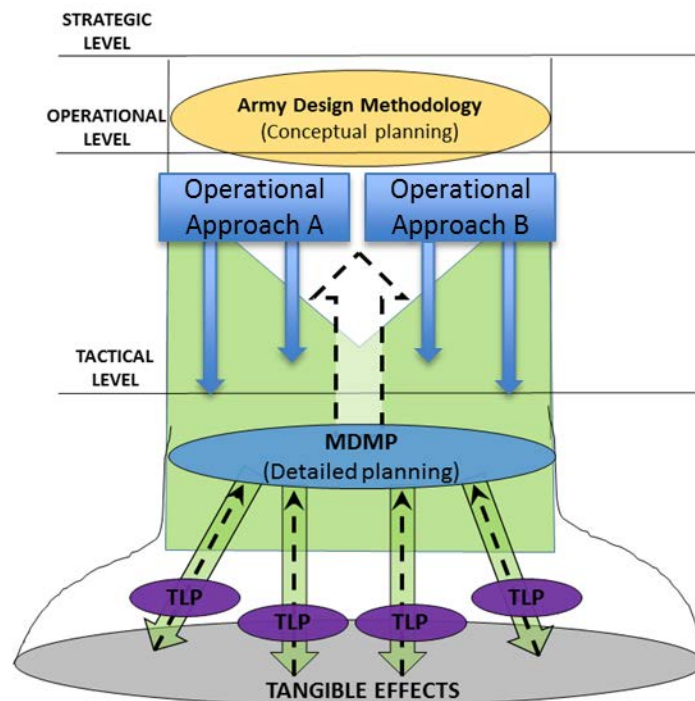 STRATEGIC
LEVEL
Army Design Methodology
(Conceptual planning)
OPERATIONAL
LEVEL
Operational
Approach A
Operational
Approach B
TACTICAL
LEVEL
MDMP
(Detailed planning)
TLP
TLP
TLP
TLP
TANGIBLE EFFECTS